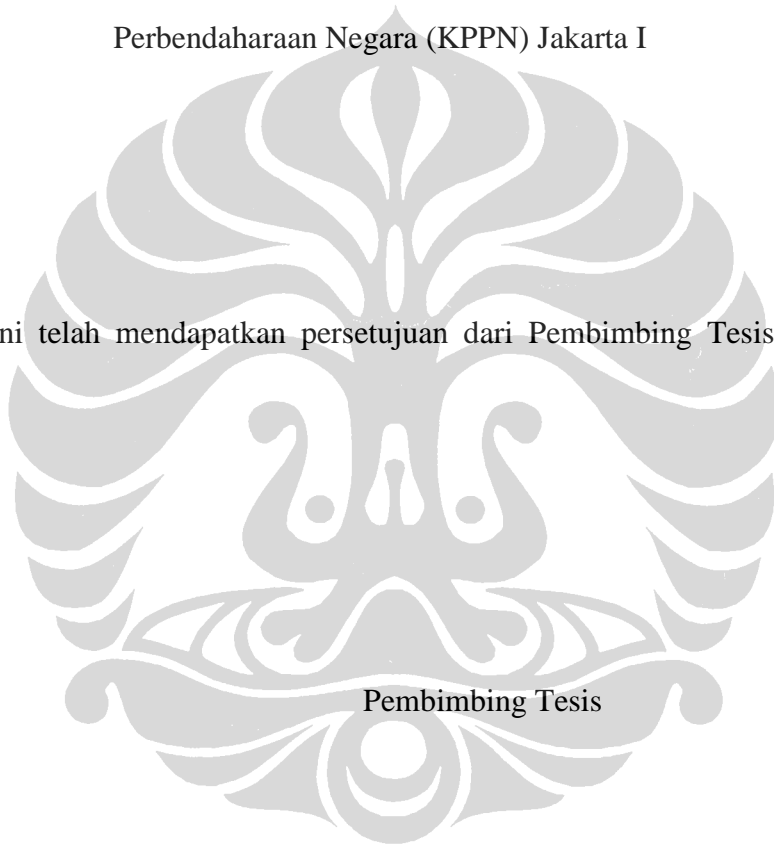 Perbendaharaan Negara (KPPN) Jakarta I
ni telah mendapatkan persetujuan dari Pembimbing Tesis
Pembimbing Tesis